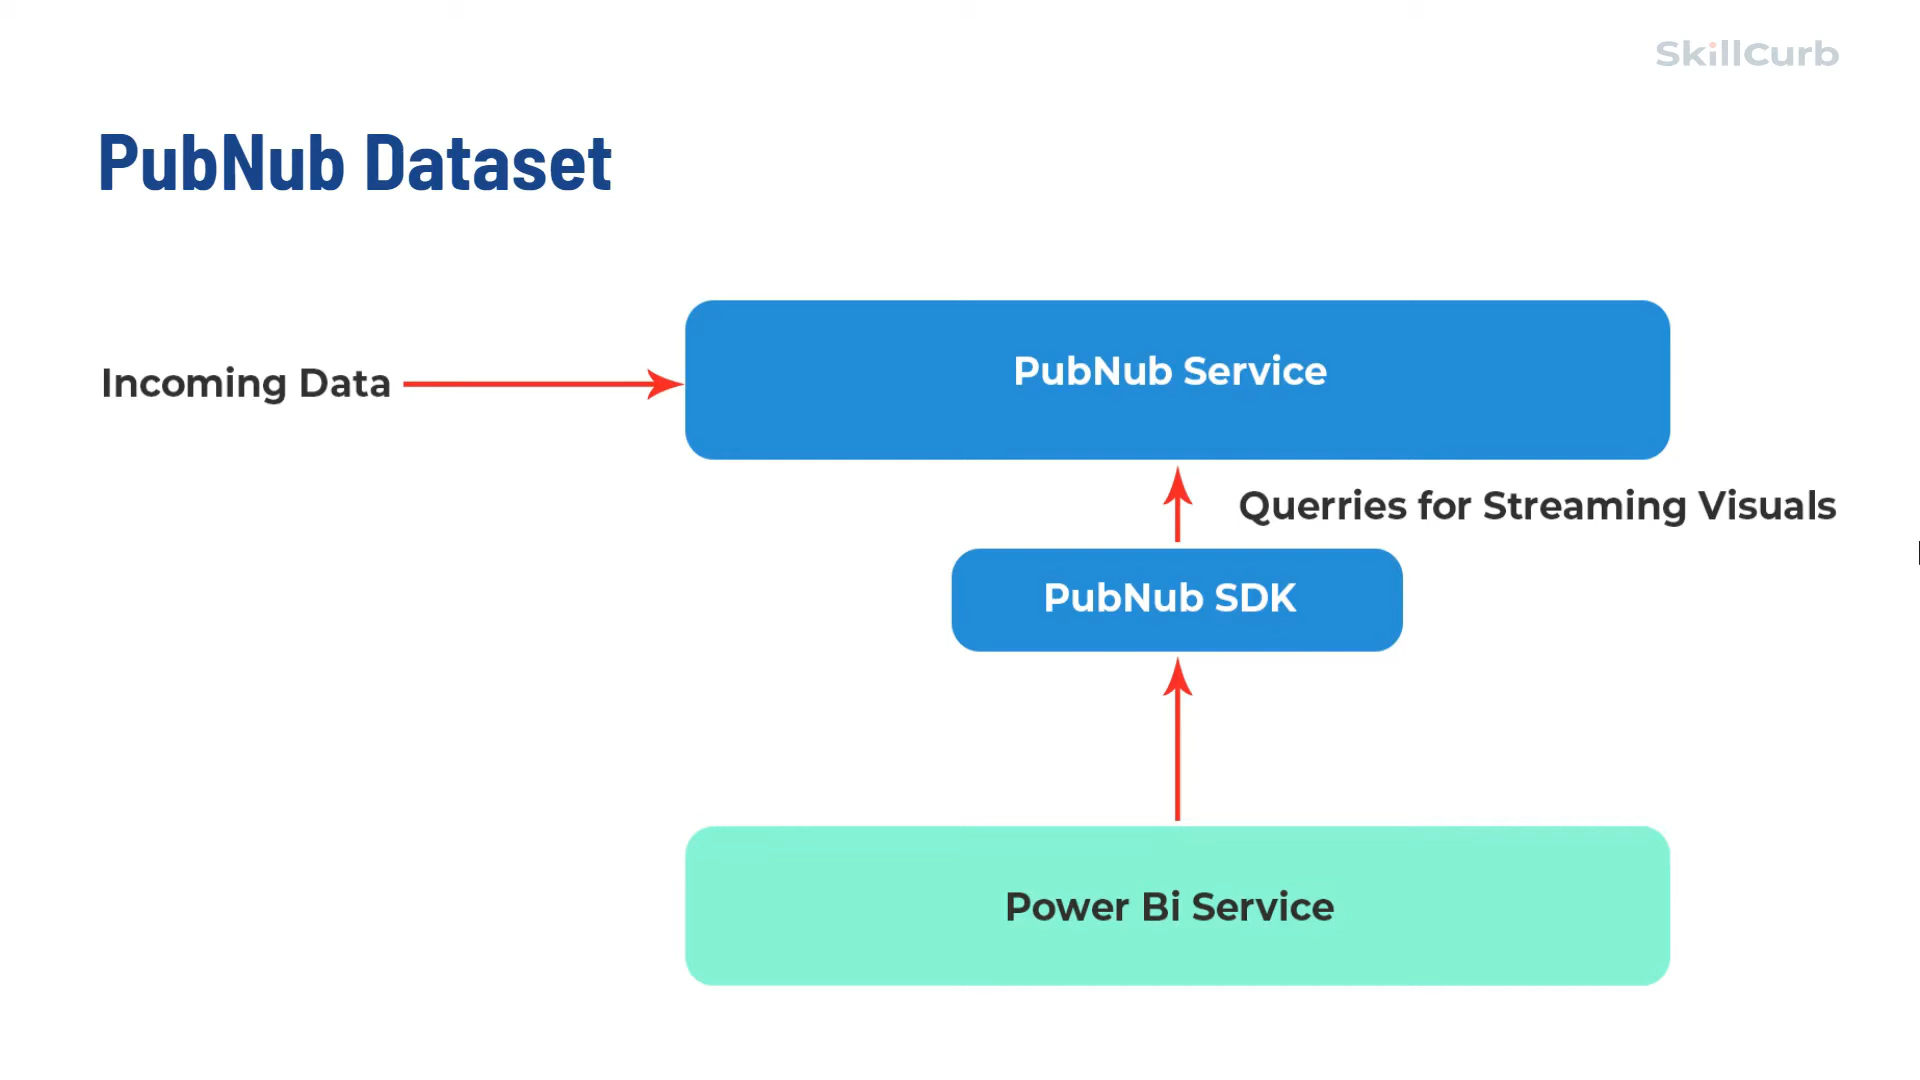 SkillCurb
PubNub Dataset
Incoming Data
PubNub Service
Querries for Streaming Visuals
PubNub SDK
Power Bi Service